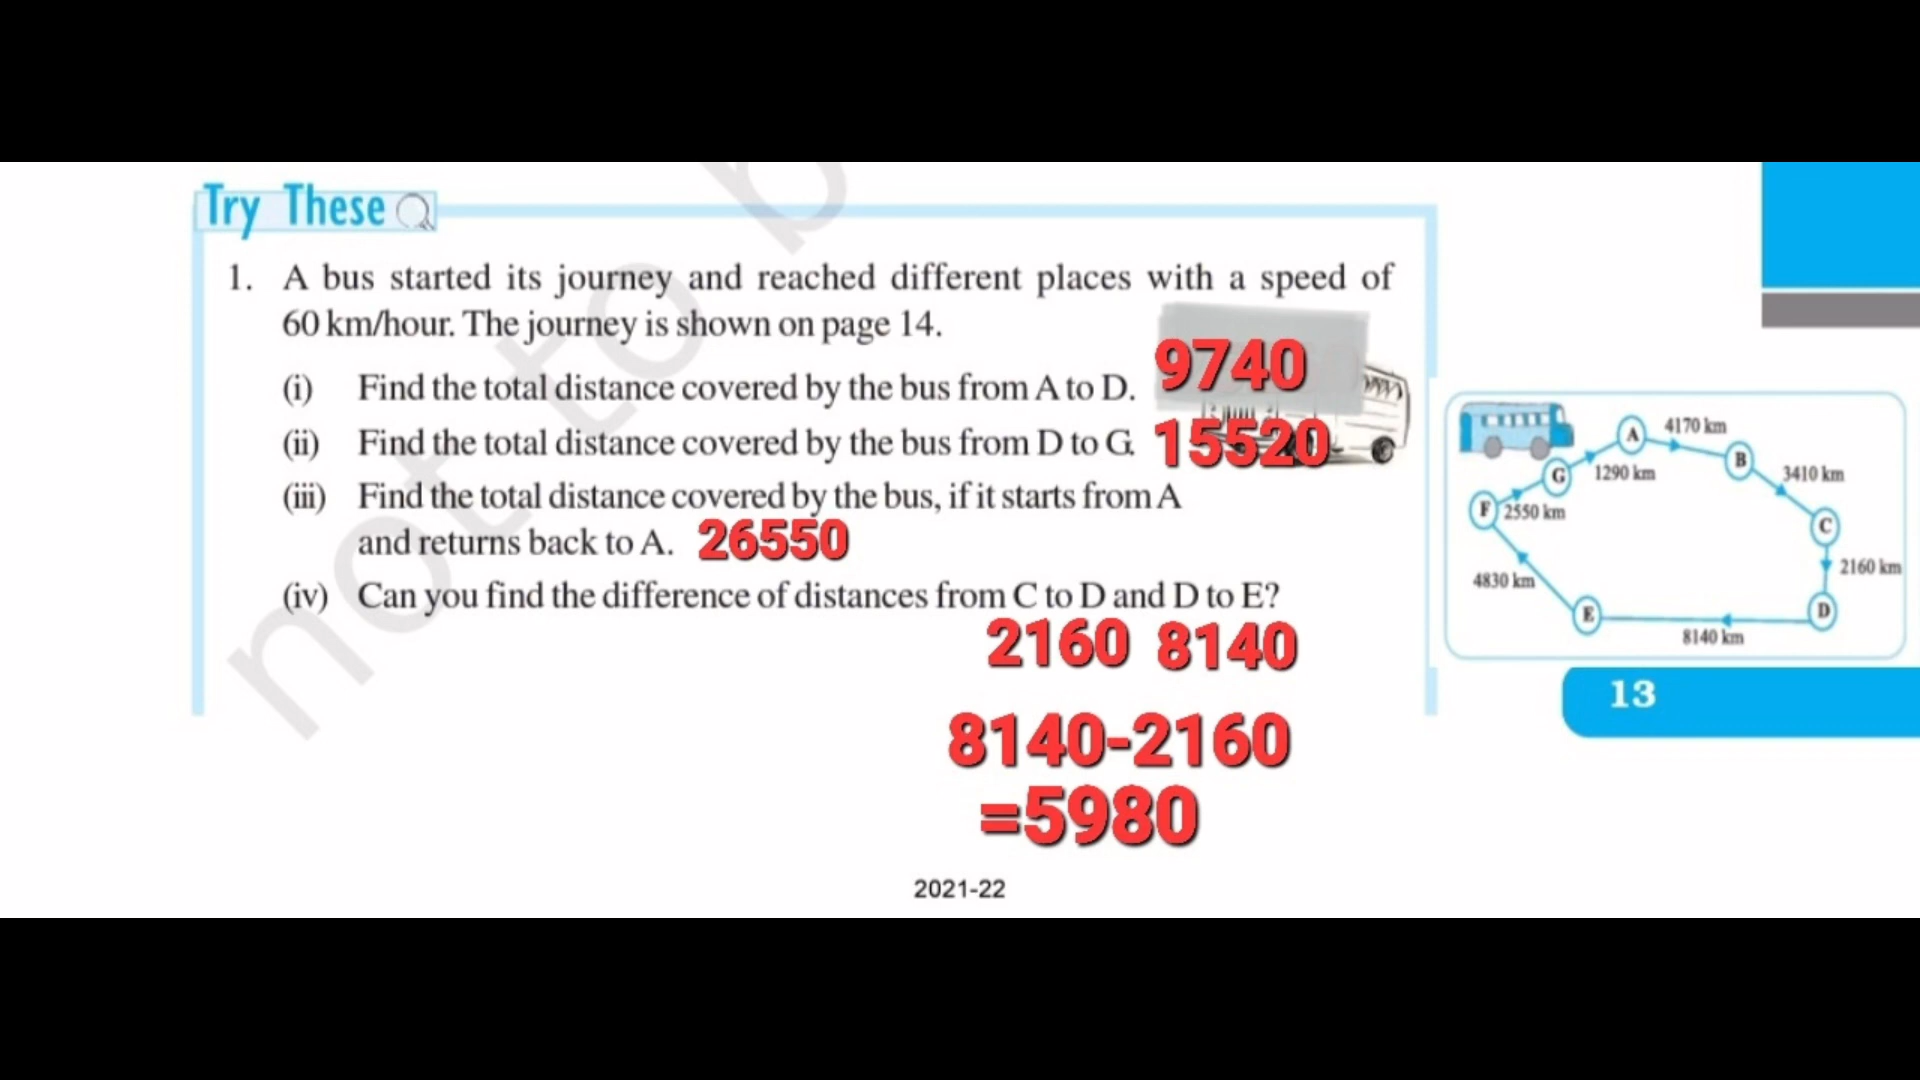 Try These
1. A bus started its journey and reached different places with a speed of
60 km/hour. The journey is shown on page 14.
(i) Find the total distance covered by the bus from A to D. 9740
(ii) Find the total distance covered by the bus from D to G. 15520
(iii) Find the total distance covered by the bus, if it starts from A
and returns back to A. 26550
(iv) Can you find the difference of distances from C to D and D to E?
2160 8140
8140-2160
=5980
2021-22
A 4170 km
B
G 1290 km
3410 km
F 2550 km
C
2160 km
4830 km
E
D
8140 km
13
not to b